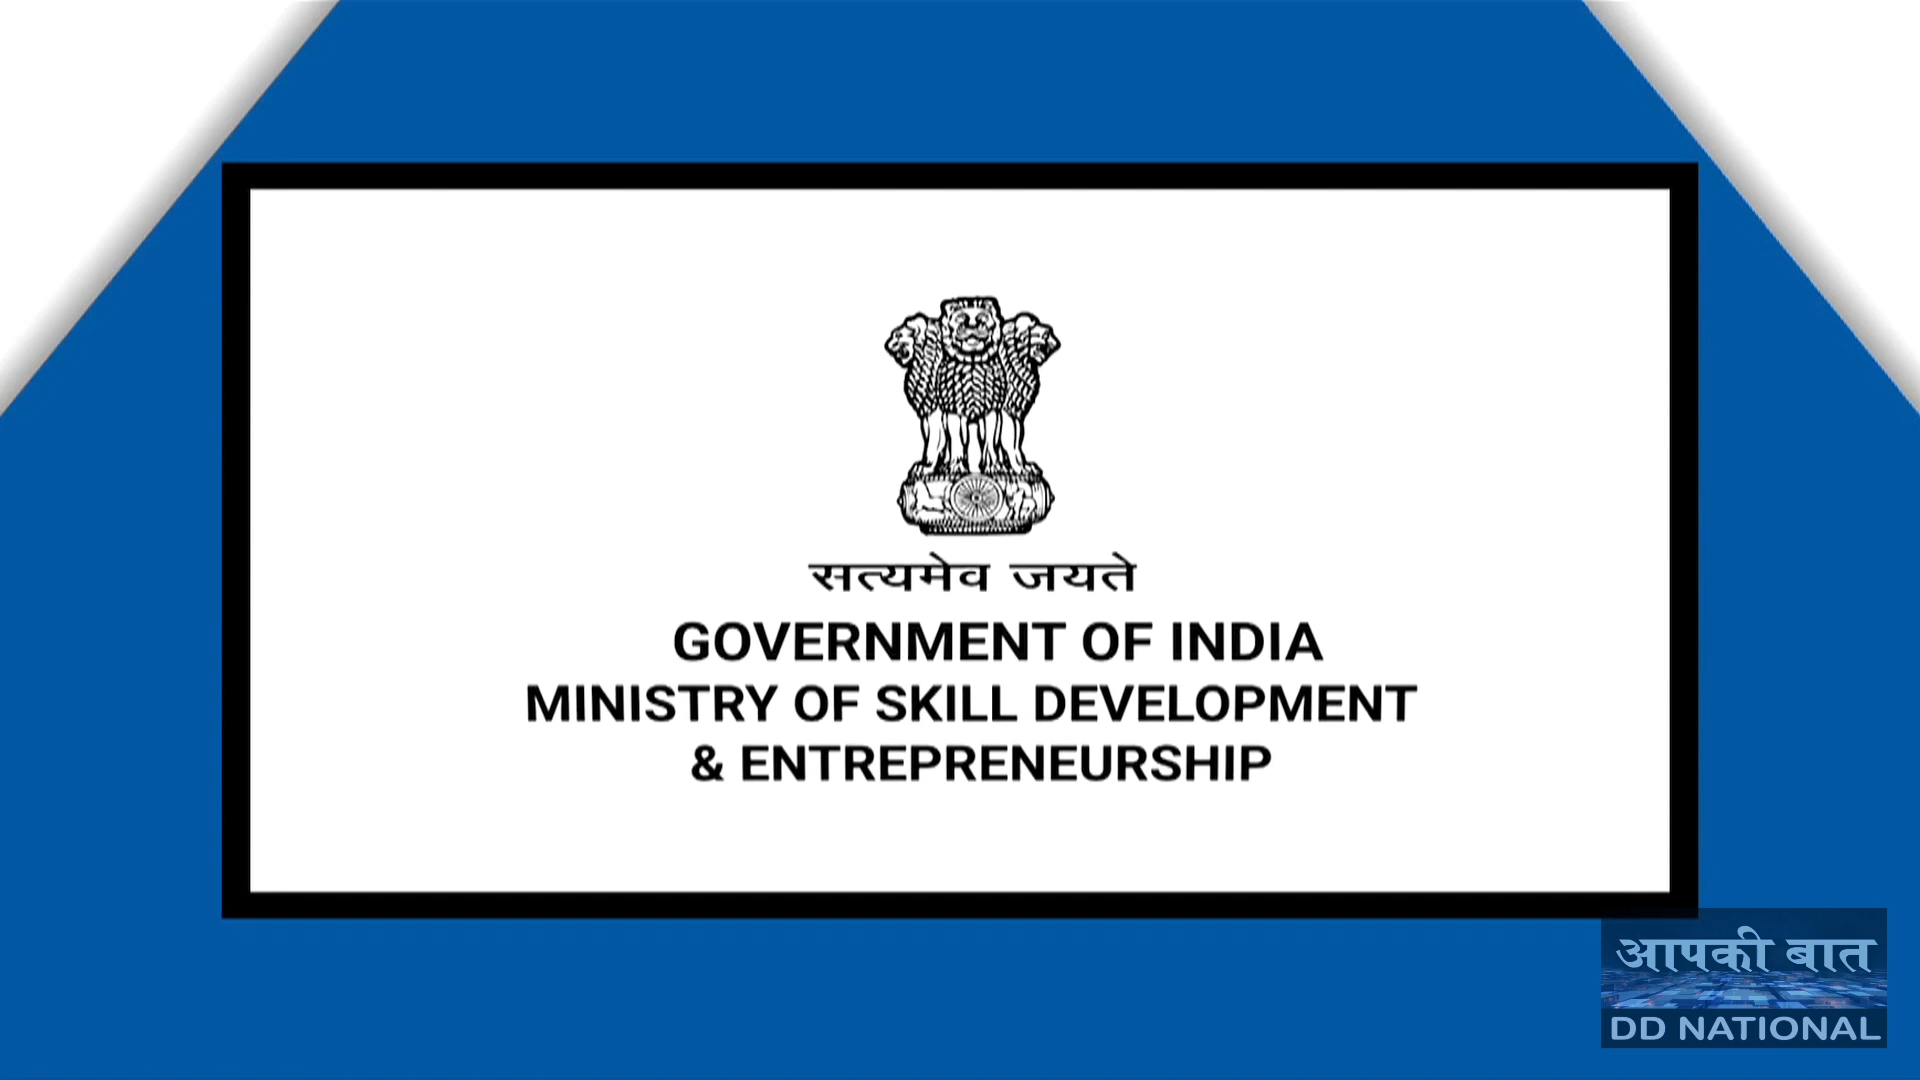 सत्यमेव जयते
GOVERNMENT OF INDIA
MINISTRY OF SKILL DEVELOPMENT
& ENTREPRENEURSHIP
आपकी बात
DD NATIONAL